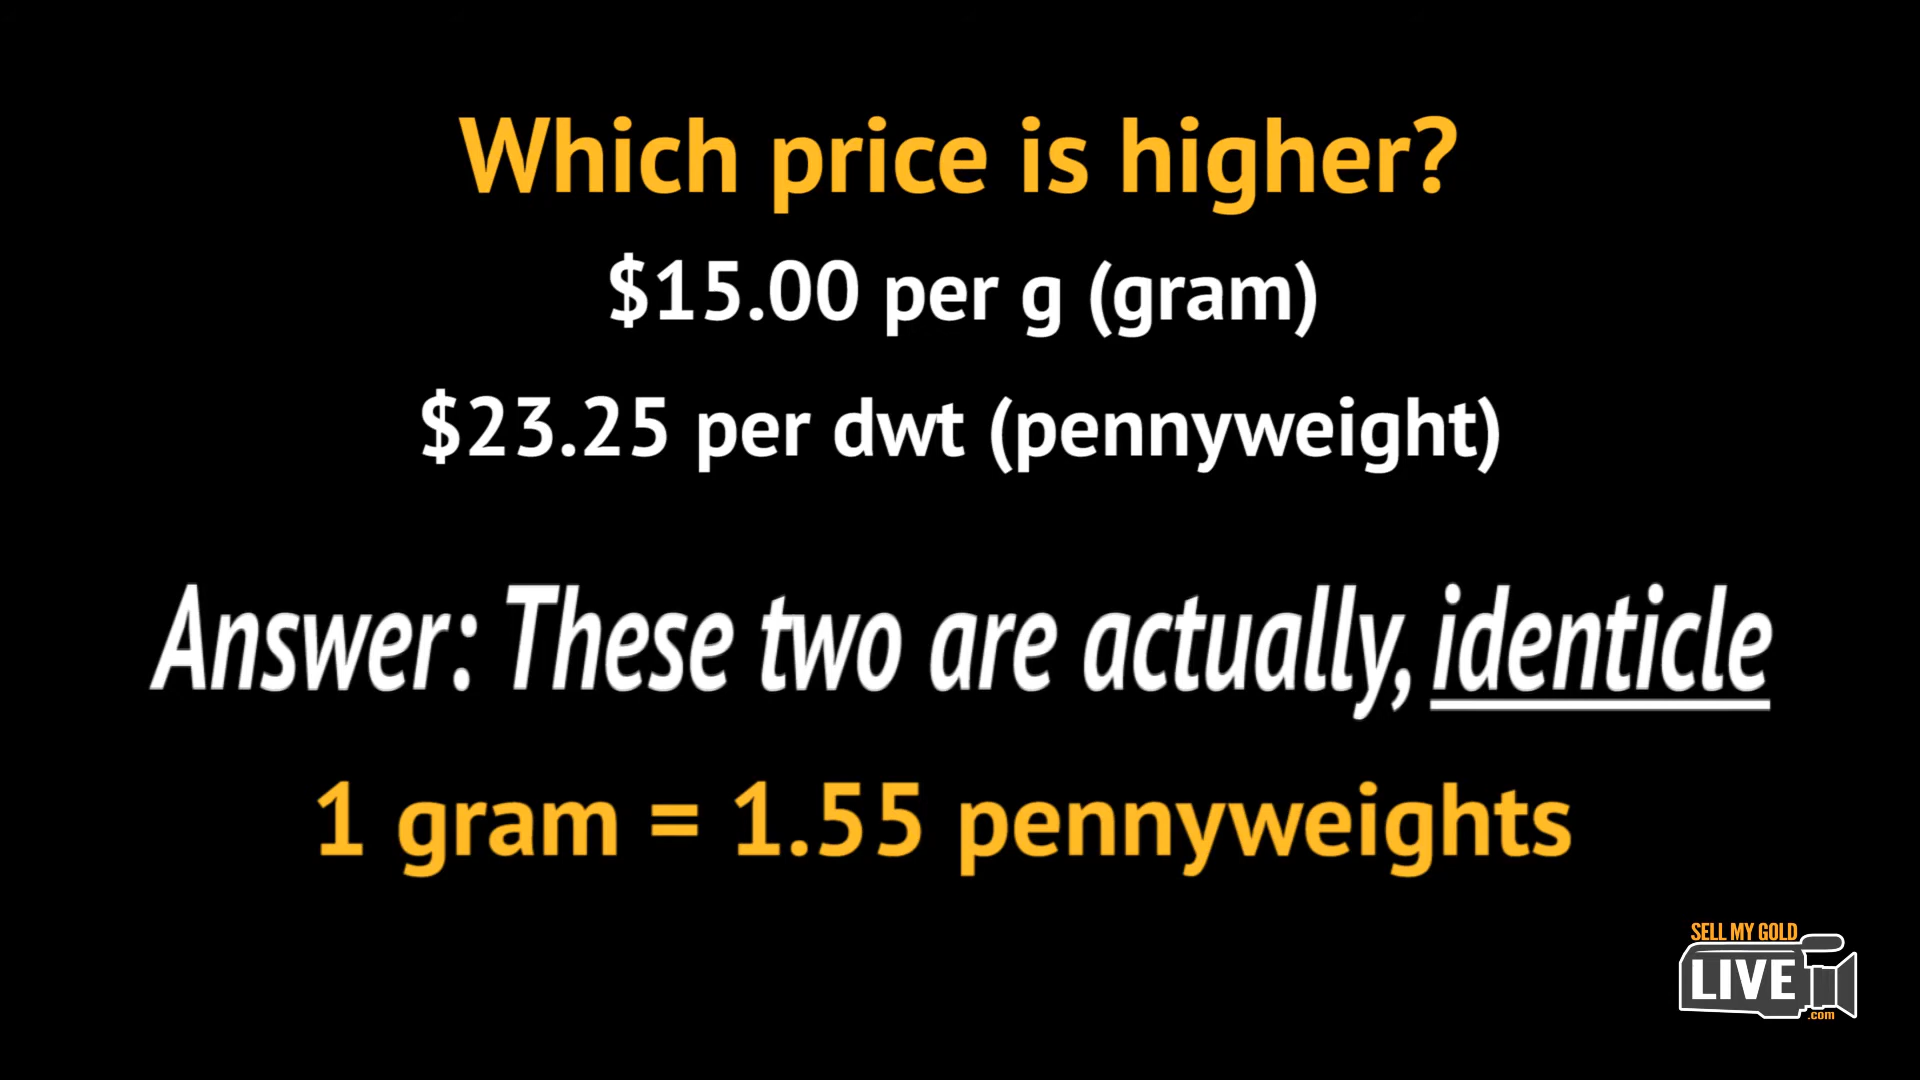 Which price is higher?
$15.00 per g (gram)
$23.25 per dwt (pennyweight)
Answer: These two are actually, identicle
1 gram = 1.55 pennyweights
SELL MY GOLD
LIVE
.com